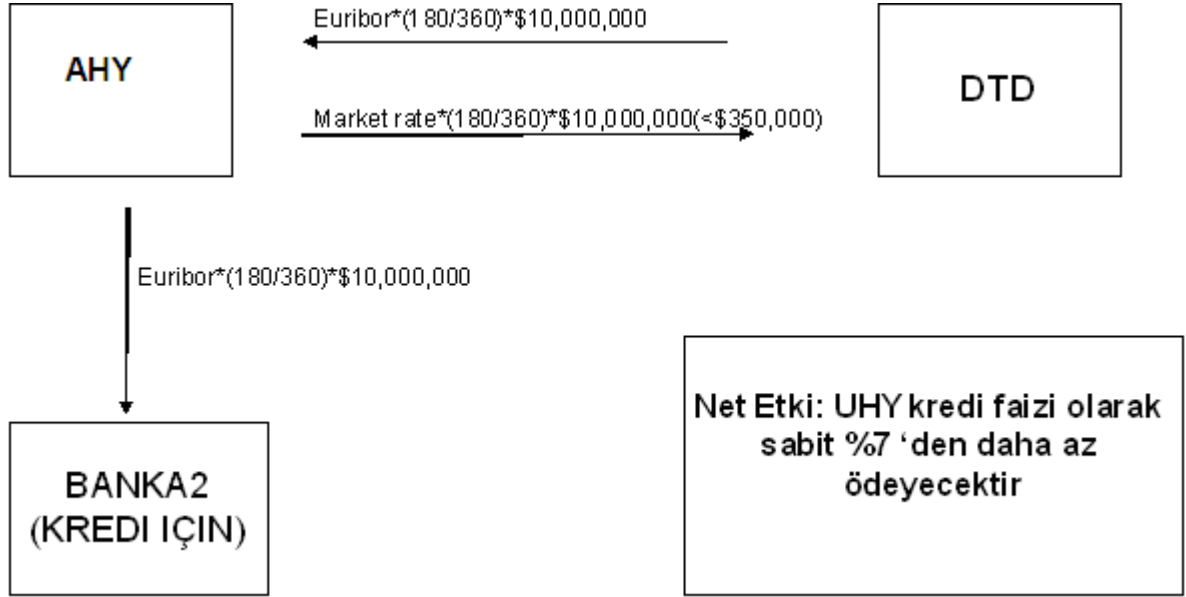 Euribor*(180/360)*$10,000,000
AHY
DTD
Market rate*(180/360)*$10,000,000(<$350,000)
Euribor*(180/360)*$10,000,000
Net Etki: UHY kredi faizi olarak
sabit %7 ‘den daha az
ödeyecektir
BANKA2
(KREDI IÇIN)